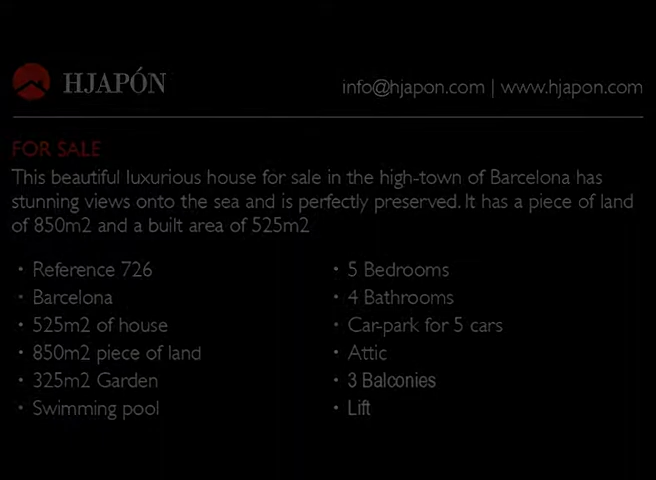 HJAPÓN
info@hjapon.com | www.hjapon.com
FOR SALE
This beautiful luxurious house for sale in the high-town of Barcelona has
stunning views onto the sea and is perfectly preserved. It has a piece of land
of 850m2 and a built area of 525m2
• Reference 726
• Barcelona
• 525m2 of house
• 850m2 piece of land
• 325m2 Garden
• Swimming pool
• 5 Bedrooms
• 4 Bathrooms
• Car-park for 5 cars
• Attic
• 3 Balconies
• Lift